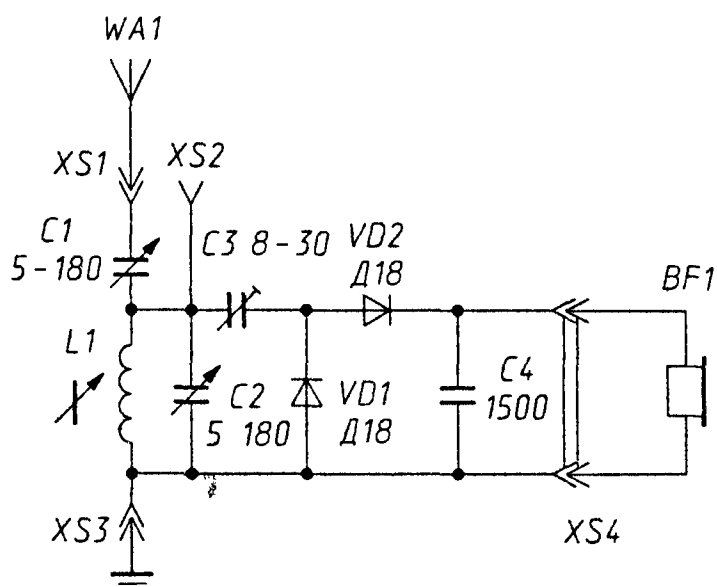 WA1
XS1
XS2
C1
5-180
C3 8-30
VD2
Д18
BF1
L1
C2
5 180
VD1
Д18
C4
1500
XS3
XS4